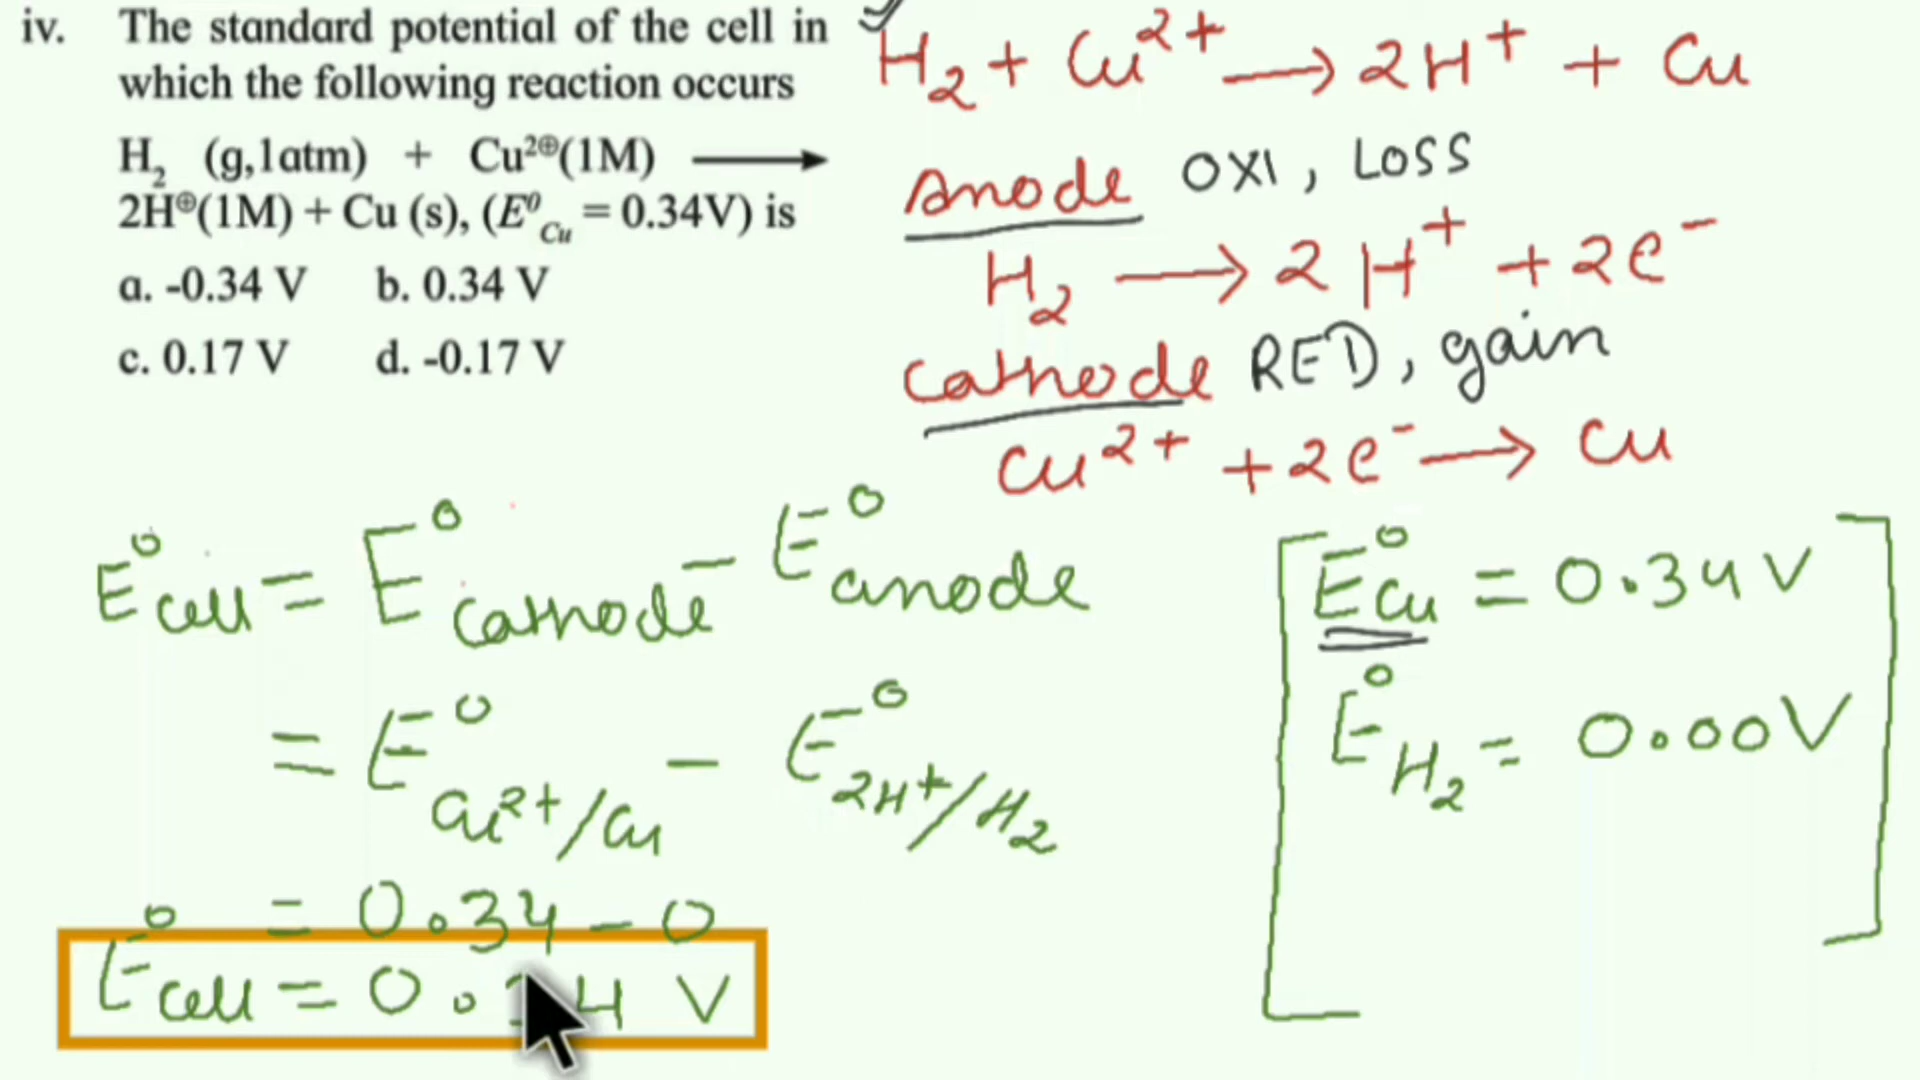 iv. The standard potential of the cell in
which the following reaction occurs
H₂ (g,1atm) + Cu²⊕(1M) ⟶
2H⊕(1M) + Cu (s), (E⁰Cu = 0.34V) is
a. -0.34 V b. 0.34 V
c. 0.17 V d. -0.17 V
H₂ + Cu²⁺ ⟶ 2H⁺ + Cu
Anode OXI, LOSS
H₂ ⟶ 2H⁺ + 2e⁻
Cathode RED, gain
Cu²⁺ + 2e⁻ ⟶ Cu
E⁰cell = E⁰cathode - E⁰anode
= E⁰Cu²⁺/Cu - E⁰2H⁺/H₂
= 0.34 - 0
E⁰cell = 0.34 V
E⁰Cu = 0.34 V
E⁰H₂ = 0.00V